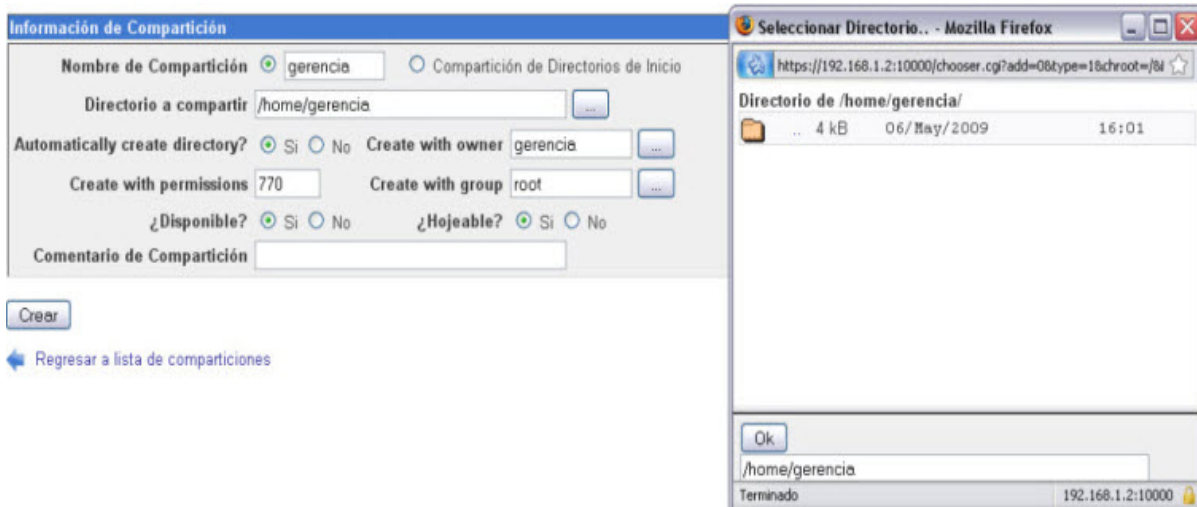 Información de Compartición
Nombre de Compartición gerencia Compartición de Directorios de Inicio
Directorio a compartir /home/gerencia ...
Automatically create directory? Si No Create with owner gerencia ...
Create with permissions 770 Create with group root ...
¿Disponible? Si No ¿Hojeable? Si No
Comentario de Compartición
Crear
Regresar a lista de comparticiones
Seleccionar Directorio.. - Mozilla Firefox
https://192.168.1.2:10000/chooser.cgi?add=0&type=1&chroot=/&l
Directorio de /home/gerencia/
.. 4 kB 06/May/2009 16:01
Ok
/home/gerencia
Terminado 192.168.1.2:10000